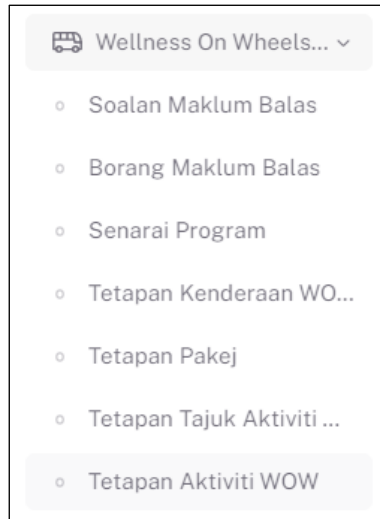 Wellness On Wheels...
Soalan Maklum Balas
Borang Maklum Balas
Senarai Program
Tetapan Kenderaan WO...
Tetapan Pakej
Tetapan Tajuk Aktiviti ...
Tetapan Aktiviti WOW